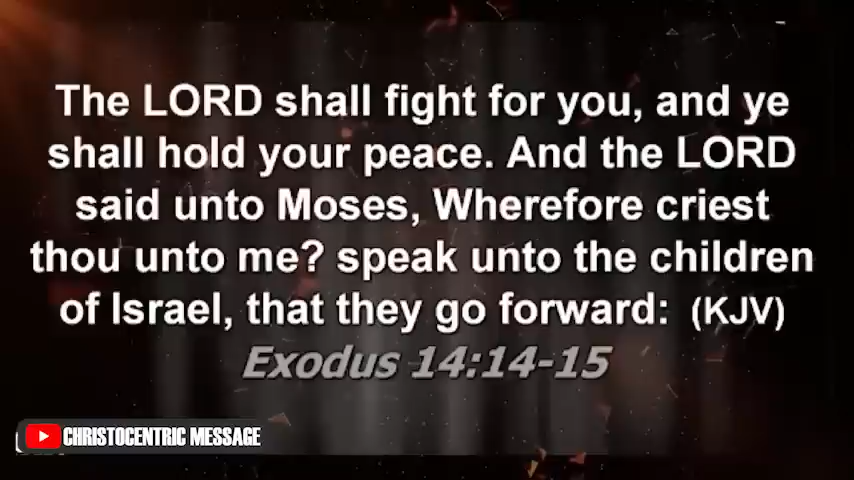 The LORD shall fight for you, and ye
shall hold your peace. And the LORD
said unto Moses, Wherefore criest
thou unto me? speak unto the children
of Israel, that they go forward: (KJV)
Exodus 14:14-15
CHRISTOCENTRIC MESSAGE